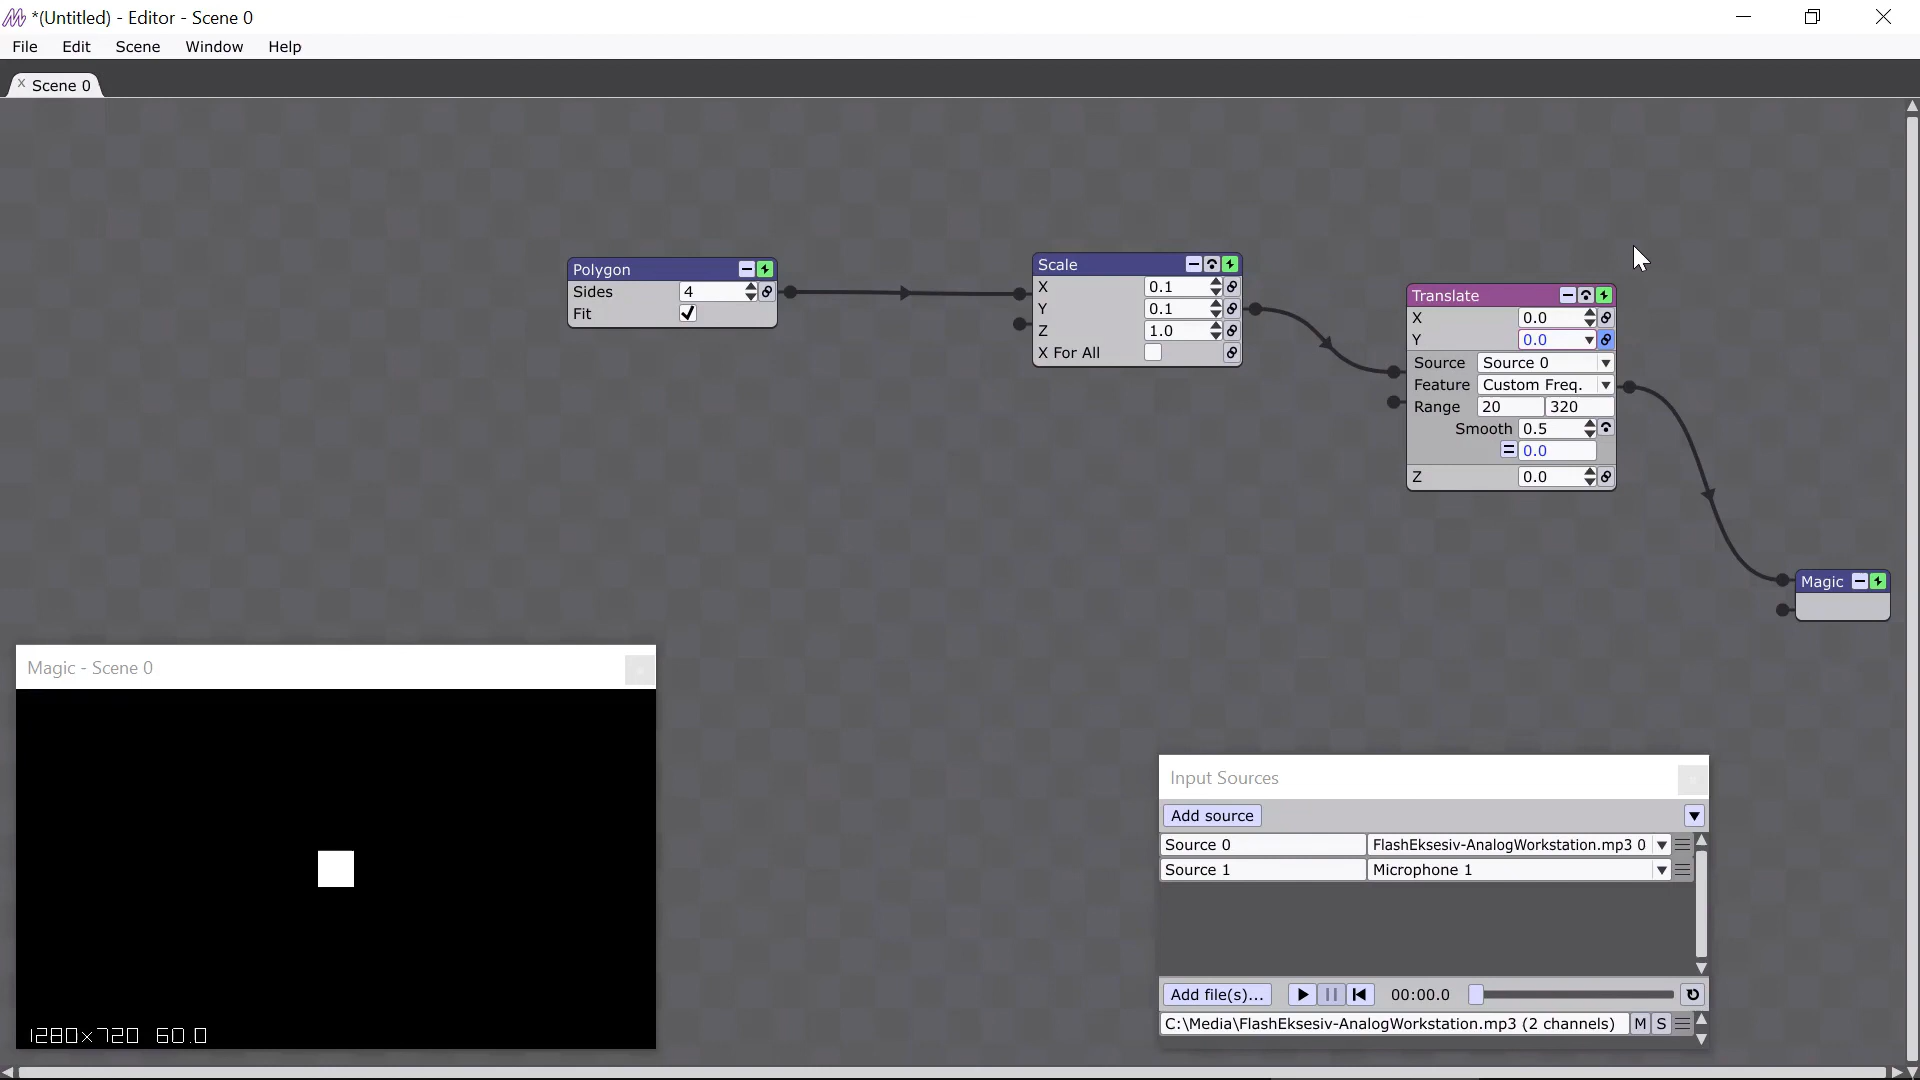 *(Untitled) - Editor - Scene 0
File Edit Scene Window Help
x Scene 0
Polygon
Sides 4
Fit
Scale
X 0.1
Y 0.1
Z 1.0
X For All
Translate
X 0.0
Y 0.0
Source Source 0
Feature Custom Freq.
Range 20 320
Smooth 0.5
= 0.0
Z 0.0
Magic
Magic - Scene 0
1280x720 60.0
Input Sources
Add source
Source 0 FlashEksesiv-AnalogWorkstation.mp3 0
Source 1 Microphone 1
Add file(s)... 00:00.0
C:\Media\FlashEksesiv-AnalogWorkstation.mp3 (2 channels) M S